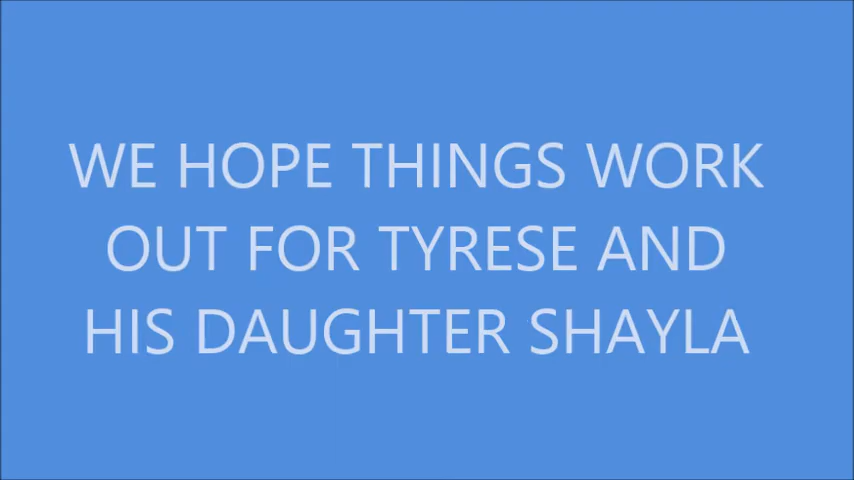 WE HOPE THINGS WORK
OUT FOR TYRESE AND
HIS DAUGHTER SHAYLA